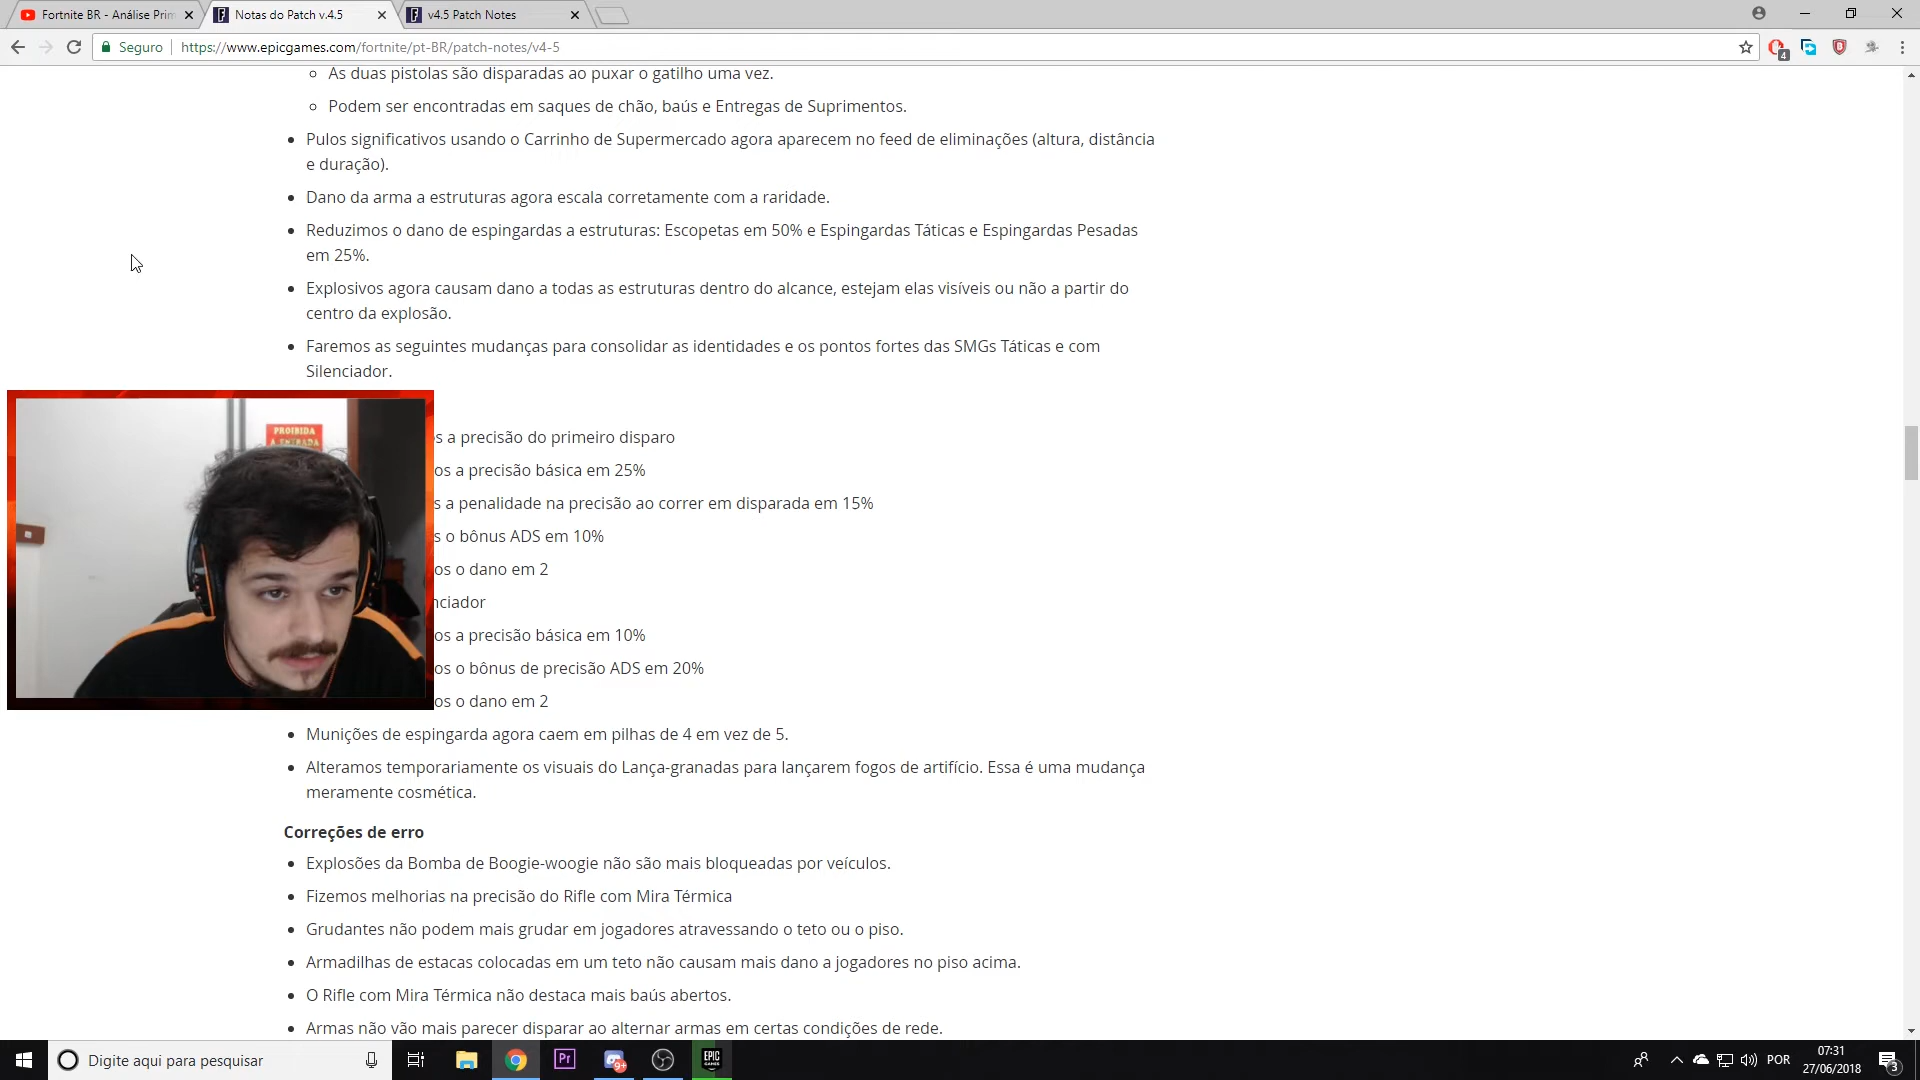 Fortnite BR - Análise Prim
Notas do Patch v.4.5
v4.5 Patch Notes
Seguro
https://www.epicgames.com/fortnite/pt-BR/patch-notes/v4-5
4
As duas pistolas são disparadas ao puxar o gatilho uma vez.
Podem ser encontradas em saques de chão, baús e Entregas de Suprimentos.
Pulos significativos usando o Carrinho de Supermercado agora aparecem no feed de eliminações (altura, distância
e duração).
Dano da arma a estruturas agora escala corretamente com a raridade.
Reduzimos o dano de espingardas a estruturas: Escopetas em 50% e Espingardas Táticas e Espingardas Pesadas
em 25%.
Explosivos agora causam dano a todas as estruturas dentro do alcance, estejam elas visíveis ou não a partir do
centro da explosão.
Faremos as seguintes mudanças para consolidar as identidades e os pontos fortes das SMGs Táticas e com
Silenciador.
PROIBIDA
A ENTRADA
s a precisão do primeiro disparo
os a precisão básica em 25%
s a penalidade na precisão ao correr em disparada em 15%
s o bônus ADS em 10%
os o dano em 2
nciador
os a precisão básica em 10%
os o bônus de precisão ADS em 20%
os o dano em 2
Munições de espingarda agora caem em pilhas de 4 em vez de 5.
Alteramos temporariamente os visuais do Lança-granadas para lançarem fogos de artifício. Essa é uma mudança
meramente cosmética.
Correções de erro
Explosões da Bomba de Boogie-woogie não são mais bloqueadas por veículos.
Fizemos melhorias na precisão do Rifle com Mira Térmica
Grudantes não podem mais grudar em jogadores atravessando o teto ou o piso.
Armadilhas de estacas colocadas em um teto não causam mais dano a jogadores no piso acima.
O Rifle com Mira Térmica não destaca mais baús abertos.
Armas não vão mais parecer disparar ao alternar armas em certas condições de rede.
Digite aqui para pesquisar
Pr
9+
EPIC
GAMES
POR
07:31
27/06/2018
3